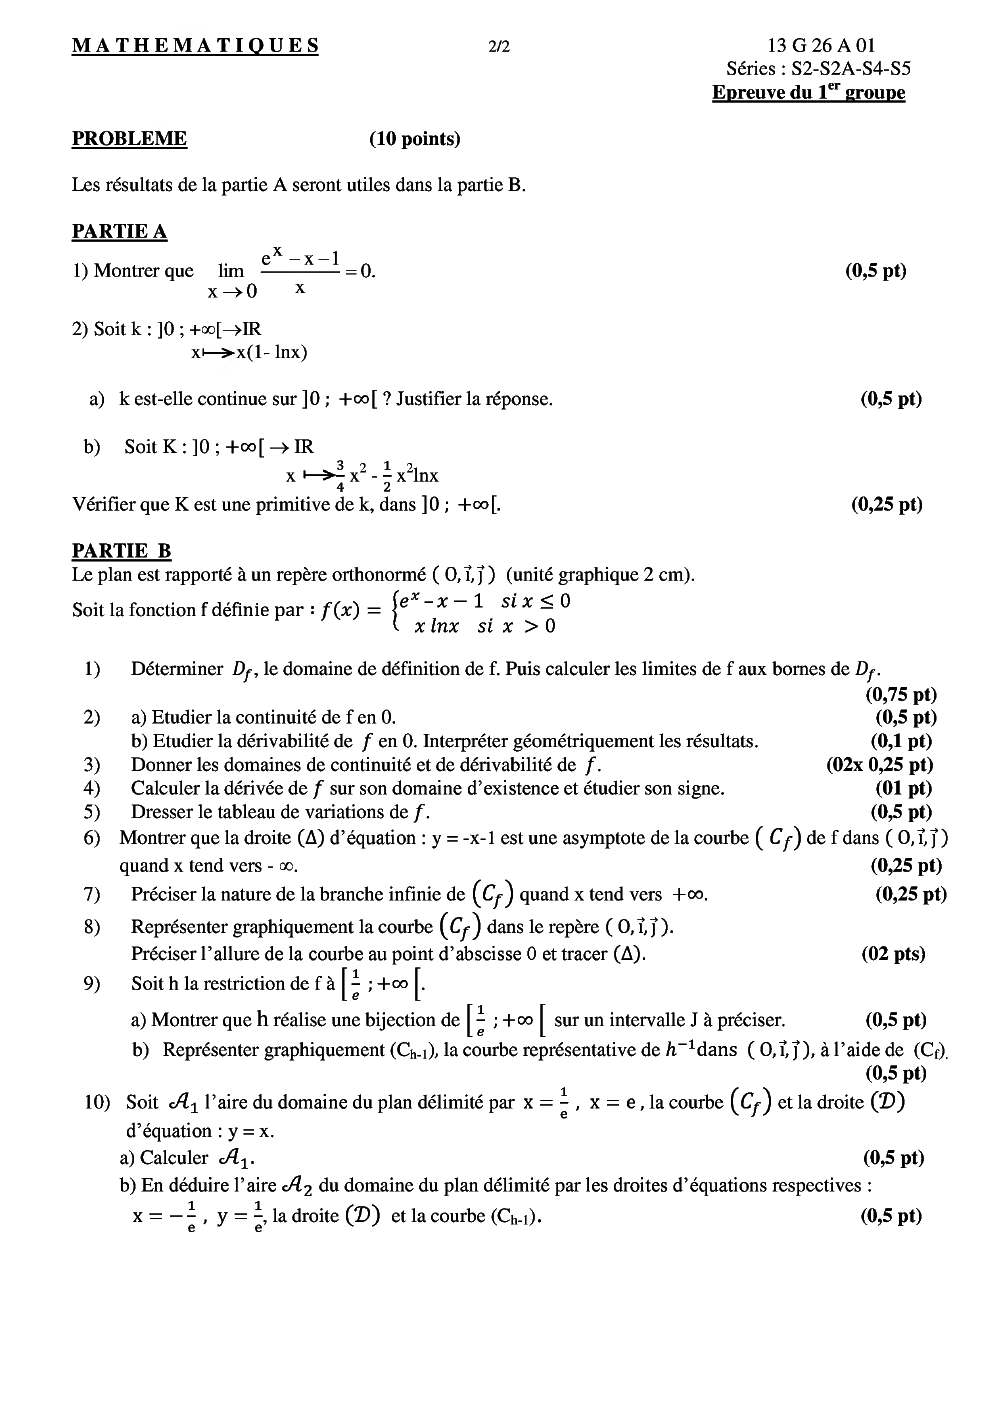 MATHEMATIQUES 2/2 13 G 26 A 01
Séries : S2-S2A-S4-S5
Epreuve du 1er groupe
PROBLEME (10 points)
Les résultats de la partie A seront utiles dans la partie B.
PARTIE A
1) Montrer que lim x → 0 (e^x – x – 1)/x = 0. (0,5 pt)
2) Soit k : ]0 ; +∞[→IR
x↦x(1- lnx)
a) k est-elle continue sur ]0 ; +∞[ ? Justifier la réponse. (0,5 pt)
b) Soit K : ]0 ; +∞[ → IR
x ↦ 3/4 x² - 1/2 x²lnx
Vérifier que K est une primitive de k, dans ]0 ; +∞[. (0,25 pt)
PARTIE B
Le plan est rapporté à un repère orthonormé ( O, i⃗, j⃗ ) (unité graphique 2 cm).
Soit la fonction f définie par : f(x) = { e^x – x − 1 si x ≤ 0
x lnx si x > 0
1) Déterminer D_f, le domaine de définition de f. Puis calculer les limites de f aux bornes de D_f.
(0,75 pt)
2) a) Etudier la continuité de f en 0. (0,5 pt)
b) Etudier la dérivabilité de f en 0. Interpréter géométriquement les résultats. (0,1 pt)
3) Donner les domaines de continuité et de dérivabilité de f. (02x 0,25 pt)
4) Calculer la dérivée de f sur son domaine d’existence et étudier son signe. (01 pt)
5) Dresser le tableau de variations de f. (0,5 pt)
6) Montrer que la droite (Δ) d’équation : y = -x-1 est une asymptote de la courbe ( C_f) de f dans ( O, i⃗, j⃗ )
quand x tend vers - ∞. (0,25 pt)
7) Préciser la nature de la branche infinie de (C_f) quand x tend vers +∞. (0,25 pt)
8) Représenter graphiquement la courbe (C_f) dans le repère ( O, i⃗, j⃗ ).
Préciser l’allure de la courbe au point d’abscisse 0 et tracer (Δ). (02 pts)
9) Soit h la restriction de f à [1/e ; +∞ [.
a) Montrer que h réalise une bijection de [1/e ; +∞ [ sur un intervalle J à préciser. (0,5 pt)
b) Représenter graphiquement (Ch-1), la courbe représentative de h⁻¹dans ( O, i⃗, j⃗ ), à l’aide de (Cf).
(0,5 pt)
10) Soit 𝒜₁ l’aire du domaine du plan délimité par x = 1/e , x = e , la courbe (C_f) et la droite (𝒟)
d’équation : y = x.
a) Calculer 𝒜₁. (0,5 pt)
b) En déduire l’aire 𝒜₂ du domaine du plan délimité par les droites d’équations respectives :
x = − 1/e , y = 1/e, la droite (𝒟) et la courbe (Ch-1). (0,5 pt)